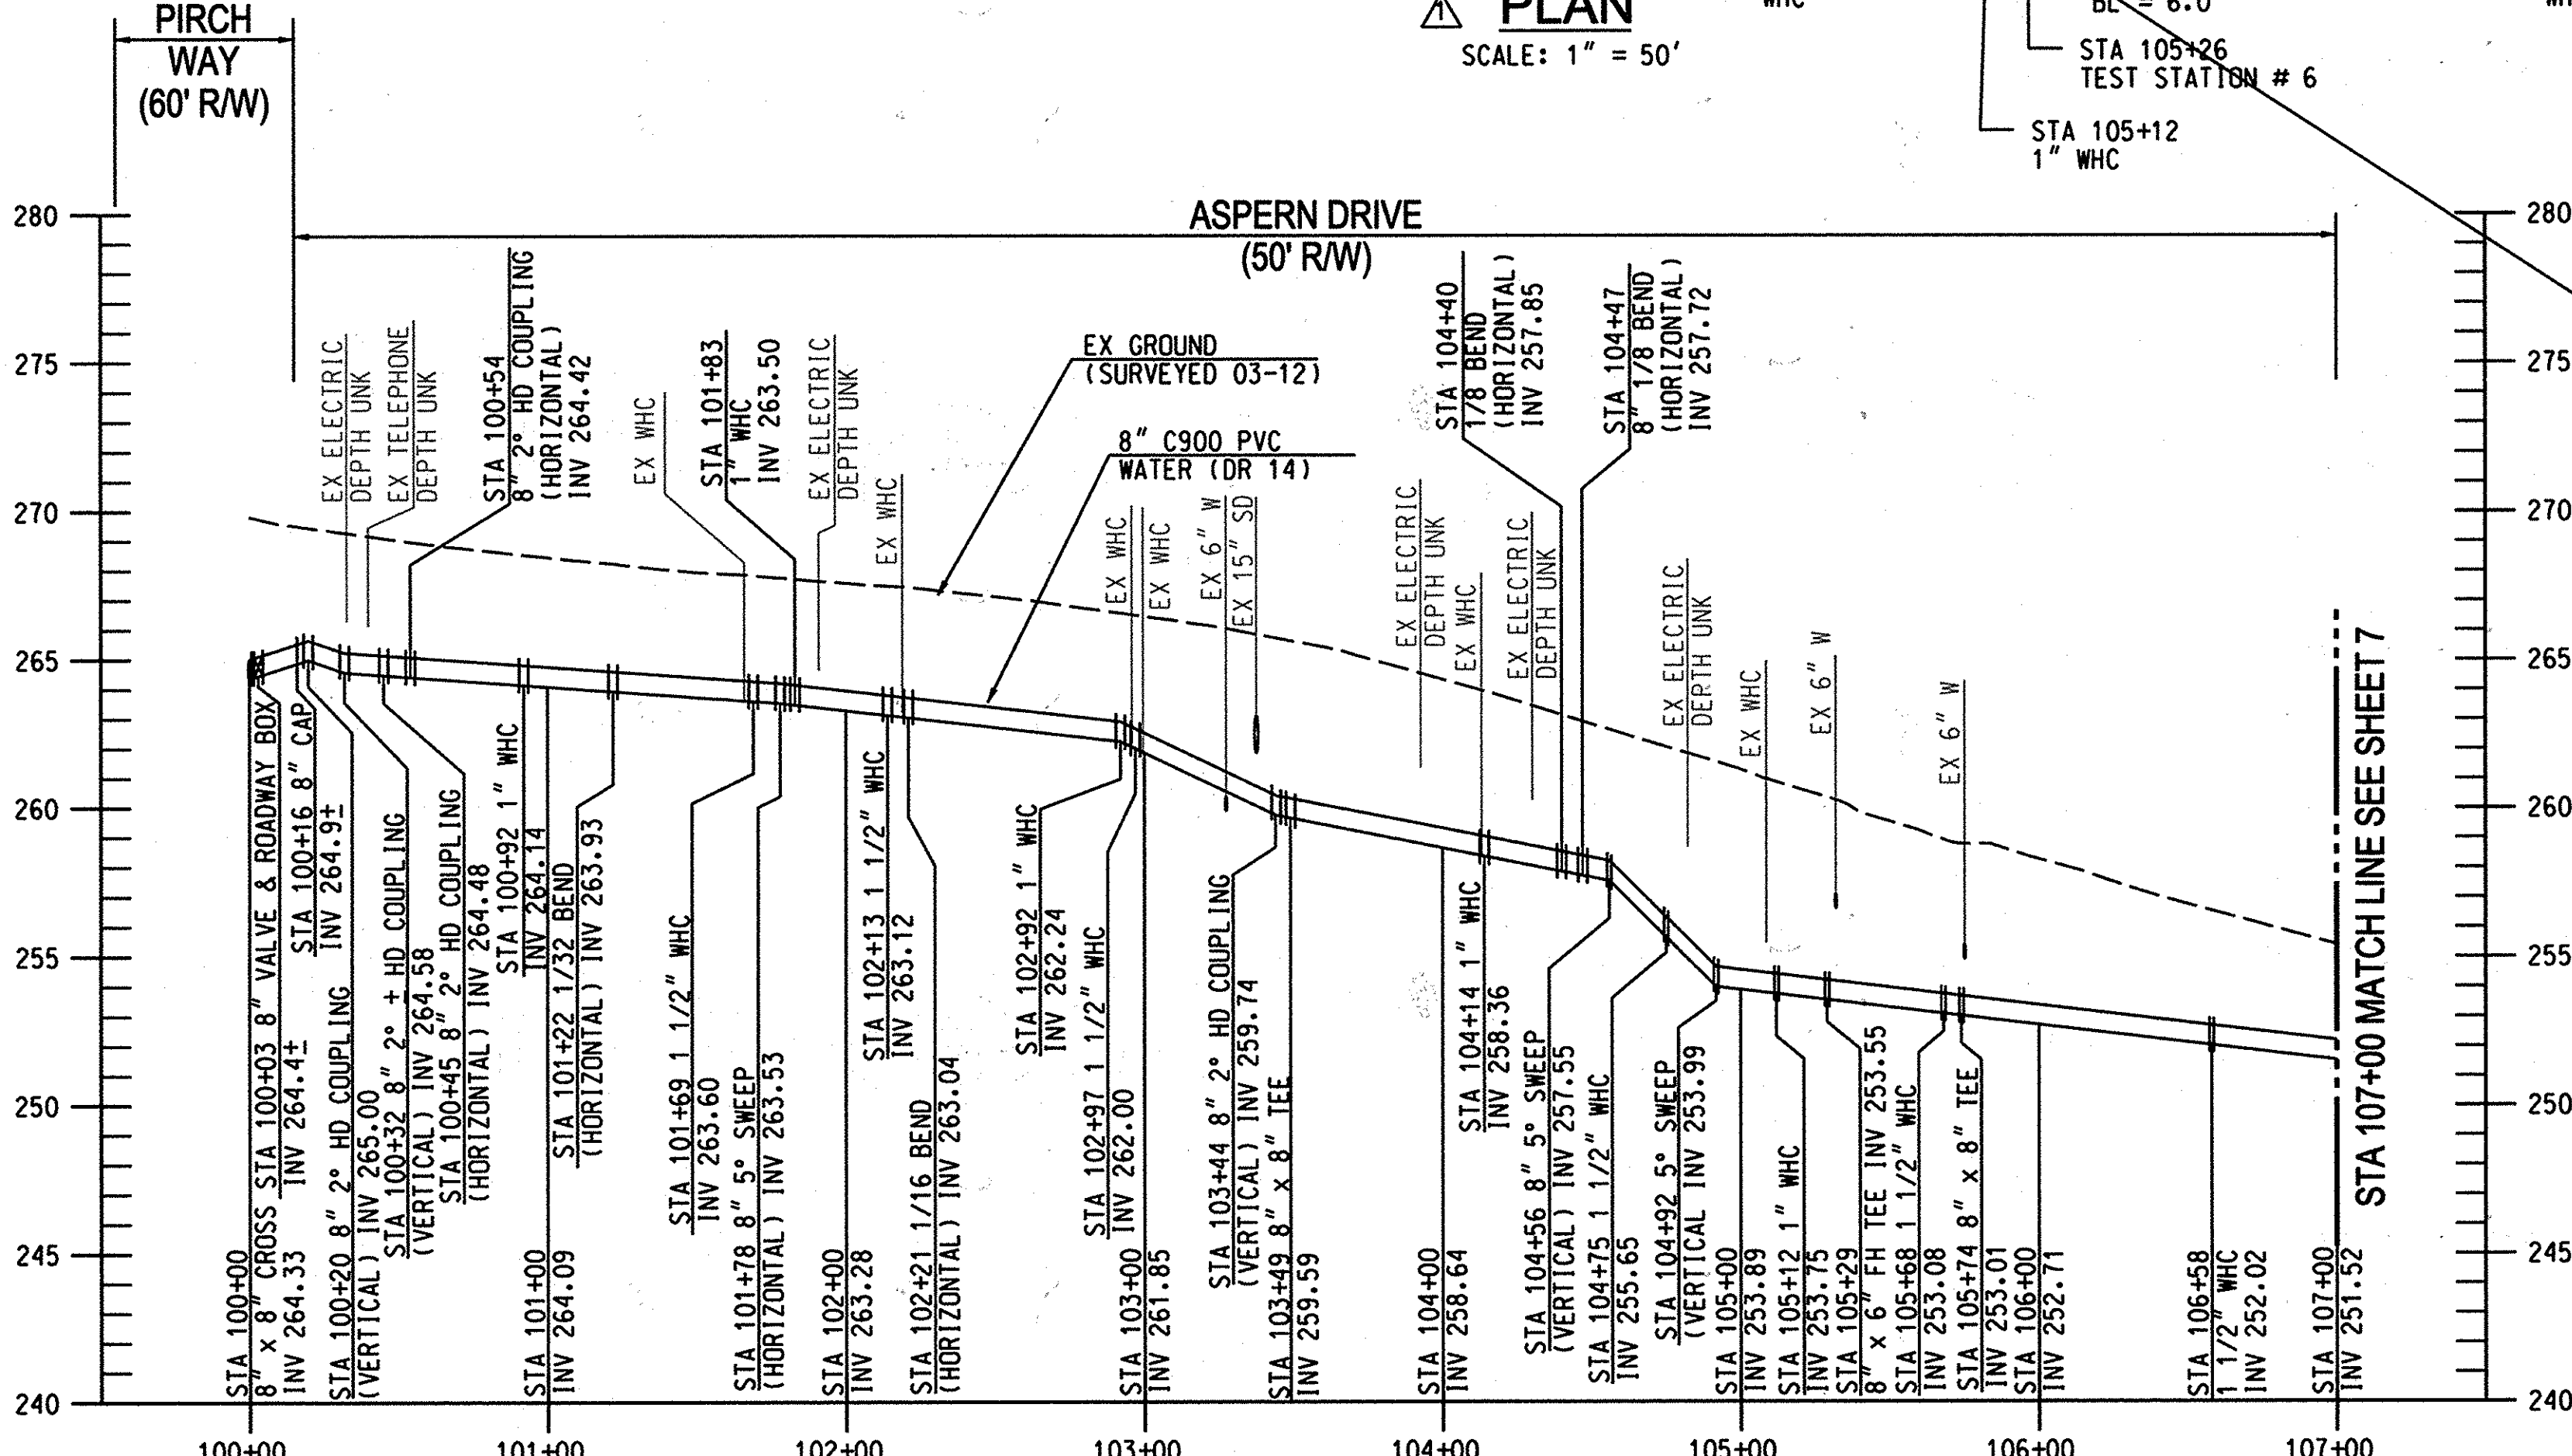 PIRCH
WAY
(60' R/W)
1
PLAN
SCALE: 1" = 50'
WHC
BL = 6.0
STA 105+26
TEST STATION # 6
STA 105+12
1" WHC
ASPERN DRIVE
(50' R/W)
280
275
270
265
260
255
250
245
240
280
275
270
265
260
255
250
245
240
EX ELECTRIC
DEPTH UNK
EX TELEPHONE
DEPTH UNK
STA 100+54
8" 2° HD COUPLING
(HORIZONTAL)
INV 264.42
EX WHC
STA 101+83
1" WHC
INV 263.50
EX ELECTRIC
DEPTH UNK
EX WHC
EX GROUND
(SURVEYED 03-12)
8" C900 PVC
WATER (DR 14)
EX WHC
EX WHC
EX 6" W
EX 15" SD
EX ELECTRIC
DEPTH UNK
STA 104+40
1/8 BEND
(HORIZONTAL)
INV 257.85
EX WHC
EX ELECTRIC
DEPTH UNK
STA 104+47
8" 1/8 BEND
(HORIZONTAL)
INV 257.72
EX ELECTRIC
DEPTH UNK
EX WHC
EX 6" W
EX 6" W
STA 100+00
8" x 8" CROSS
INV 264.33
STA 100+03 8" VALVE & ROADWAY BOX
INV 264.4±
STA 100+16 8" CAP
INV 264.9±
STA 100+20 8" 2° HD COUPLING
(VERTICAL) INV 265.00
STA 100+32 8" 2° ± HD COUPLING
(VERTICAL) INV 264.58
STA 100+45 8" 2° HD COUPLING
(HORIZONTAL) INV 264.48
STA 100+92 1" WHC
INV 264.14
STA 101+00
INV 264.09
STA 101+22 1/32 BEND
(HORIZONTAL) INV 263.93
STA 101+69 1 1/2" WHC
INV 263.60
STA 101+78 8" 5° SWEEP
(HORIZONTAL) INV 263.53
STA 102+00
INV 263.28
STA 102+13 1 1/2" WHC
INV 263.12
STA 102+21 1/16 BEND
(HORIZONTAL) INV 263.04
STA 102+92 1" WHC
INV 262.24
STA 102+97 1 1/2" WHC
INV 262.00
STA 103+00
INV 261.85
STA 103+44 8" 2° HD COUPLING
(VERTICAL) INV 259.74
STA 103+49 8" x 8" TEE
INV 259.59
STA 104+00
INV 258.64
STA 104+14 1" WHC
INV 258.36
STA 104+56 8" 5° SWEEP
(VERTICAL) INV 257.55
STA 104+75 1 1/2" WHC
INV 255.65
STA 104+92 5° SWEEP
(VERTICAL INV 253.99
STA 105+00
INV 253.89
STA 105+12 1" WHC
INV 253.75
STA 105+29
8" x 6" FH TEE INV 253.55
STA 105+68 1 1/2" WHC
INV 253.08
STA 105+74 8" x 8" TEE
INV 253.01
STA 106+00
INV 252.71
STA 106+58
1 1/2" WHC
INV 252.02
STA 107+00
INV 251.52
STA 107+00 MATCH LINE SEE SHEET 7
100+00
101+00
102+00
103+00
104+00
105+00
106+00
107+00